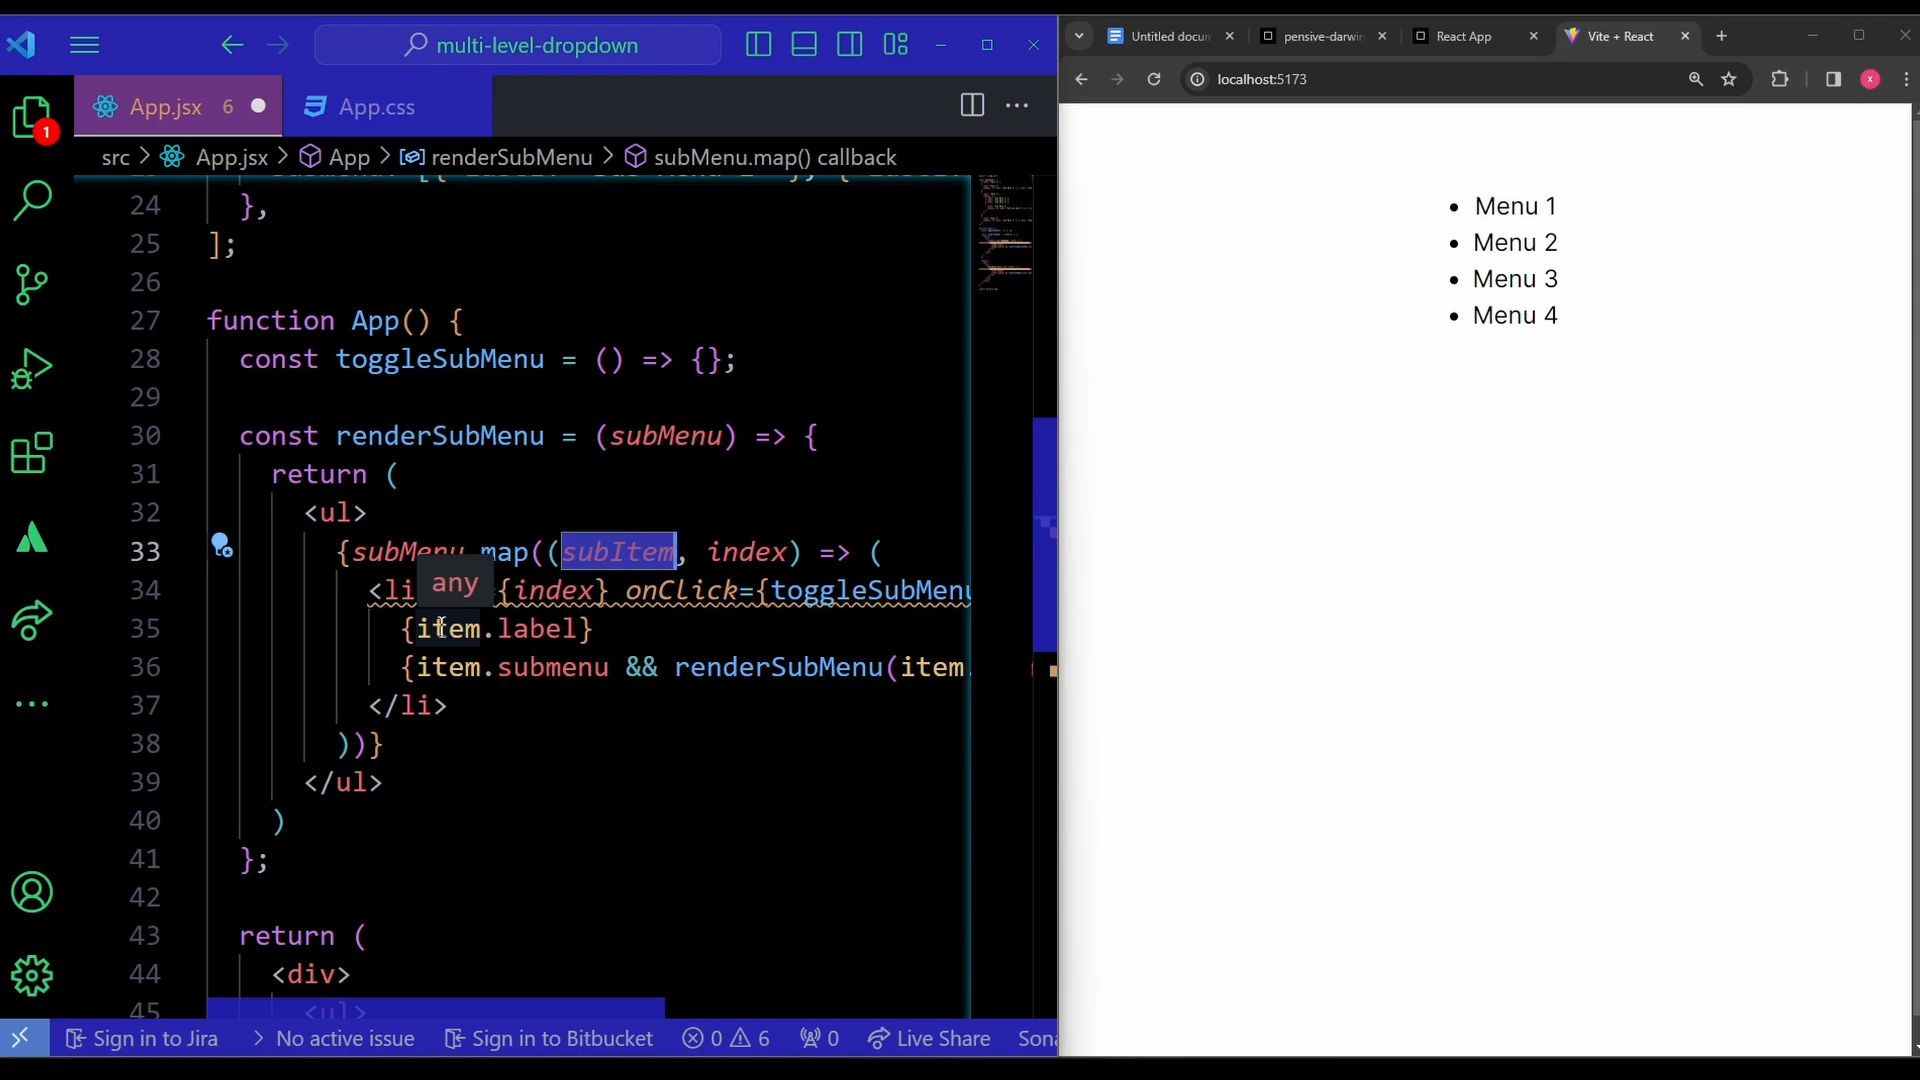 multi-level-dropdown
App.jsx 6
App.css
src > App.jsx > App > renderSubMenu > subMenu.map() callback
24 },
25 ];
26
27 function App() {
28 const toggleSubMenu = () => {};
29
30 const renderSubMenu = (subMenu) => {
31 return (
32 <ul>
33 {subMenu.map((subItem, index) => (
34 <li {index} onClick={toggleSubMenu
any
35 {item.label}
36 {item.submenu && renderSubMenu(item.
37 </li>
38 ))}
39 </ul>
40 )
41 };
42
43 return (
44 <div>
45 <ul>
1
Sign in to Jira
No active issue
Sign in to Bitbucket
0 6
0
Live Share
Sona
Untitled docum
pensive-darwin
React App
Vite + React
localhost:5173
x
Menu 1
Menu 2
Menu 3
Menu 4